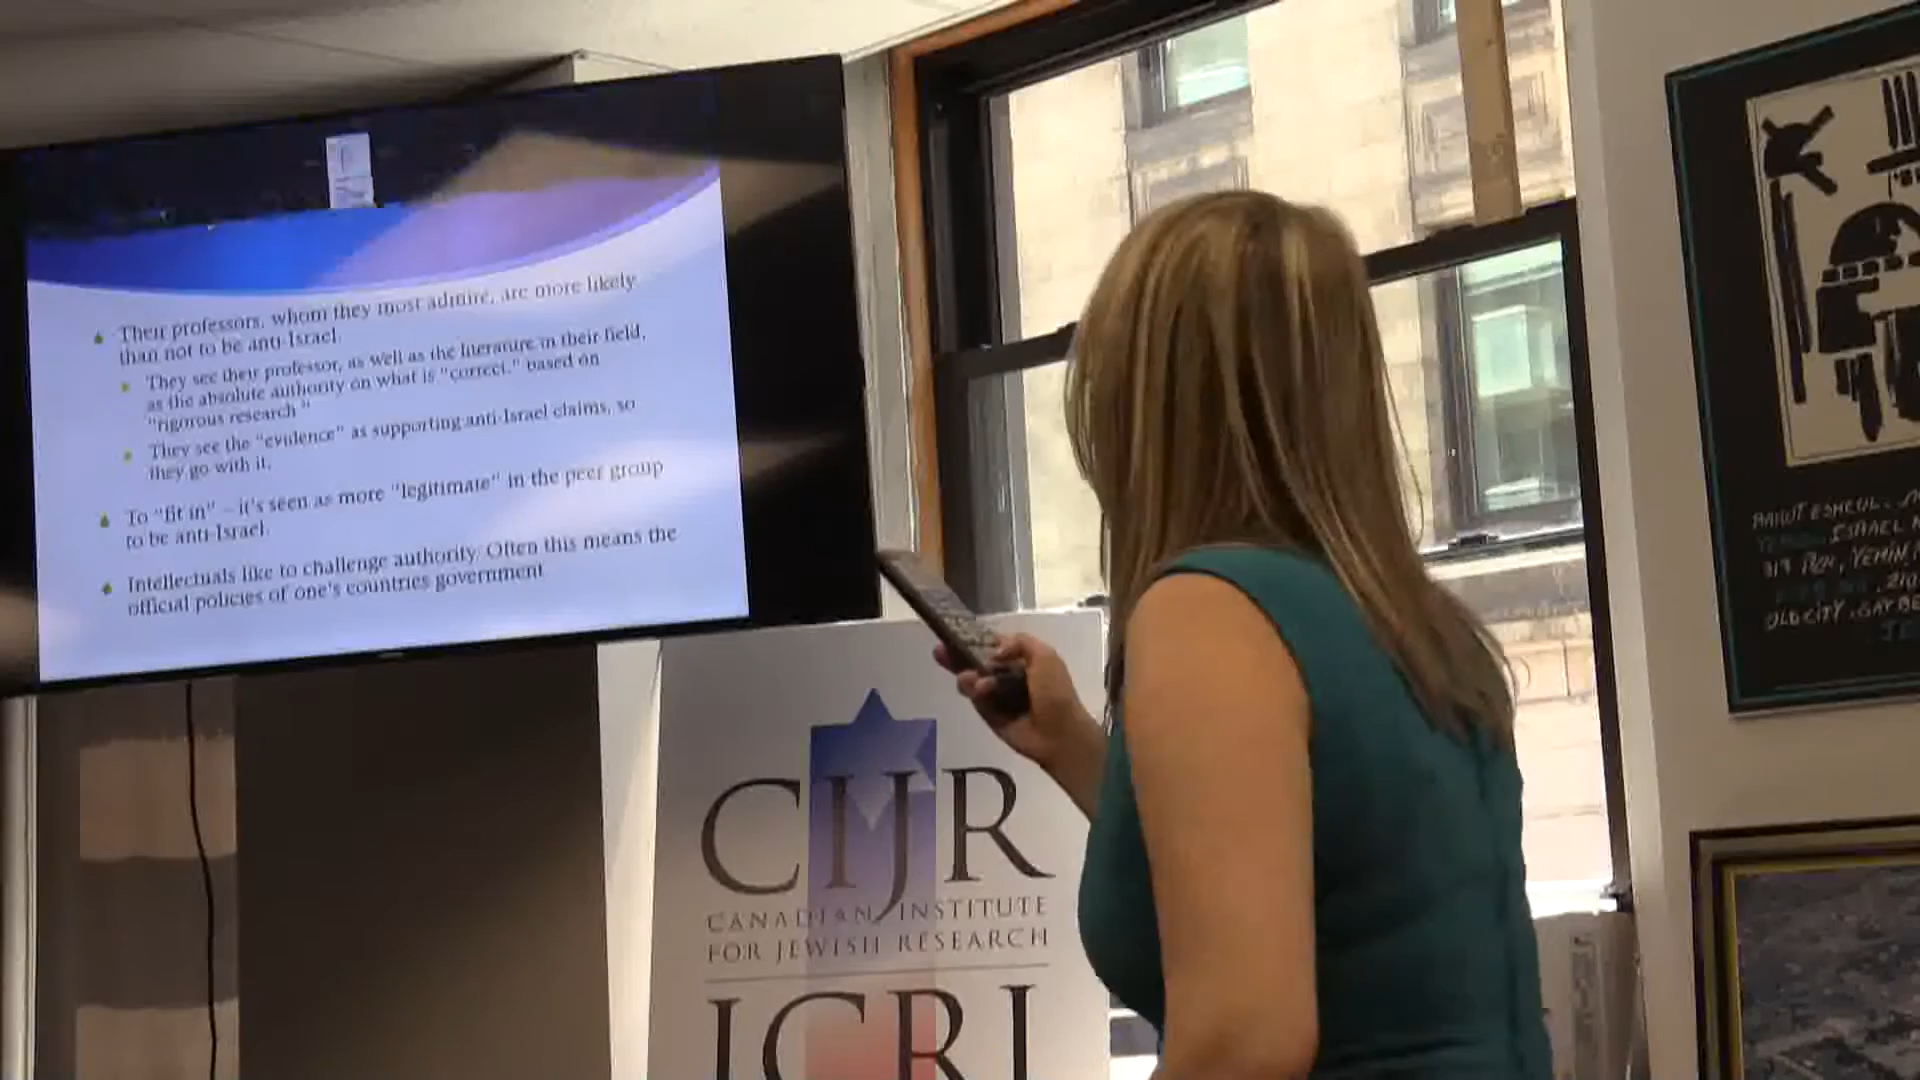 Their professors, whom they most admire, are more likely
than not to be anti-Israel.
They see their professor, as well as the literature in their field,
as the absolute authority on what is "correct," based on
"rigorous research"
They see the "evidence" as supporting anti-Israel claims, so
they go with it.
To "fit in" – it's seen as more "legitimate" in the peer group
to be anti-Israel.
Intellectuals like to challenge authority. Often this means the
official policies of one's countries government
CIJR
CANADIAN INSTITUTE
FOR JEWISH RESEARCH
ICRJ
ISRAEL
OLD CITY